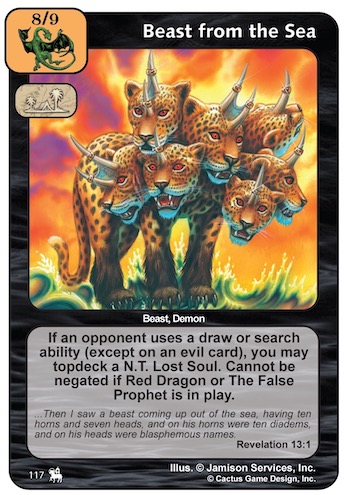 8/9
Beast from the Sea
Beast, Demon
If an opponent uses a draw or search
ability (except on an evil card), you may
topdeck a N.T. Lost Soul. Cannot be
negated if Red Dragon or The False
Prophet is in play.
...Then I saw a beast coming up out of the sea, having ten
horns and seven heads, and on his horns were ten diadems,
and on his heads were blasphemous names.
Revelation 13:1
Illus. © Jamison Services, Inc.
117
© Cactus Game Design, Inc.